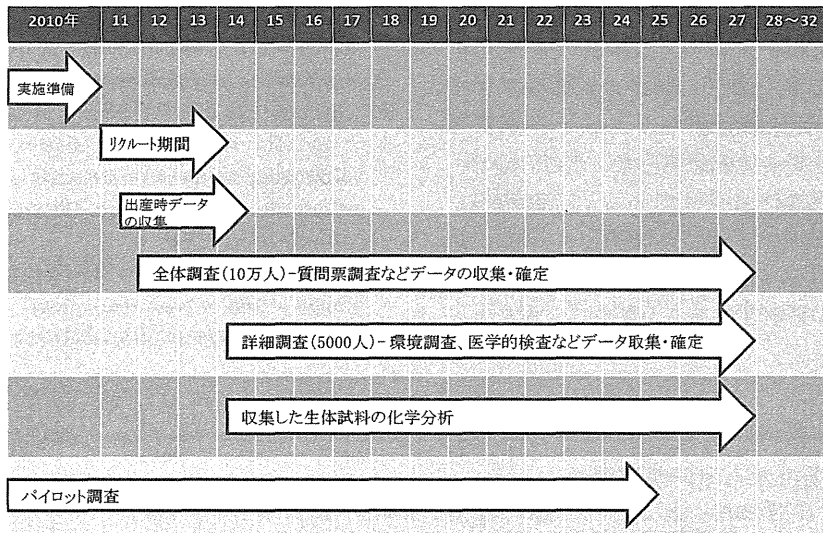 2010年 11 12 13 14 15 16 17 18 19 20 21 22 23 24 25 26 27 28～32
実施準備
リクルート期間
出産時データ
の収集
全体調査(10万人)-質問票調査などデータの収集・確定
詳細調査(5000人)- 環境調査、医学的検査などデータ取集・確定
収集した生体試料の化学分析
パイロット調査